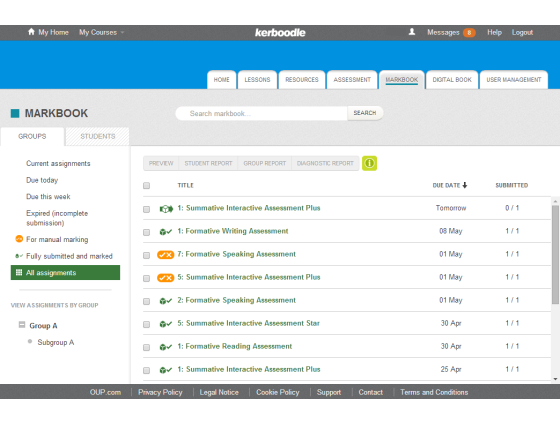 My Home My Courses kerboodle Messages 8 Help Logout
HOME LESSONS RESOURCES ASSESSMENT MARKBOOK DIGITAL BOOK USER MANAGEMENT
MARKBOOK Search markbook... SEARCH
GROUPS STUDENTS
Current assignments
Due today
Due this week
Expired (incomplete
submission)
For manual marking
Fully submitted and marked
All assignments
VIEW ASSIGNMENTS BY GROUP
Group A
Subgroup A
PREVIEW STUDENT REPORT GROUP REPORT DIAGNOSTIC REPORT i
TITLE DUE DATE SUBMITTED
1: Summative Interactive Assessment Plus Tomorrow 0 / 1
1: Formative Writing Assessment 08 May 1 / 1
7: Formative Speaking Assessment 01 May 1 / 1
5: Summative Interactive Assessment Plus 01 May 1 / 1
2: Formative Speaking Assessment 01 May 1 / 1
5: Summative Interactive Assessment Star 30 Apr 1 / 1
1: Formative Reading Assessment 30 Apr 1 / 1
1: Summative Interactive Assessment Plus 25 Apr 1 / 1
OUP.com Privacy Policy Legal Notice Cookie Policy Support Contact Terms and Conditions